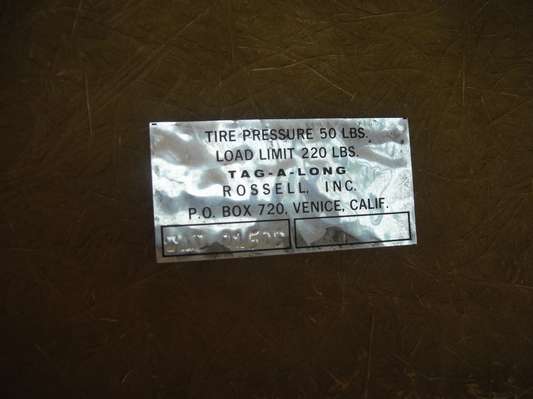 TIRE PRESSURE 50 LBS.
LOAD LIMIT 220 LBS.
TAG-A-LONG
ROSSELL, INC.
P.O. BOX 720, VENICE, CALIF.